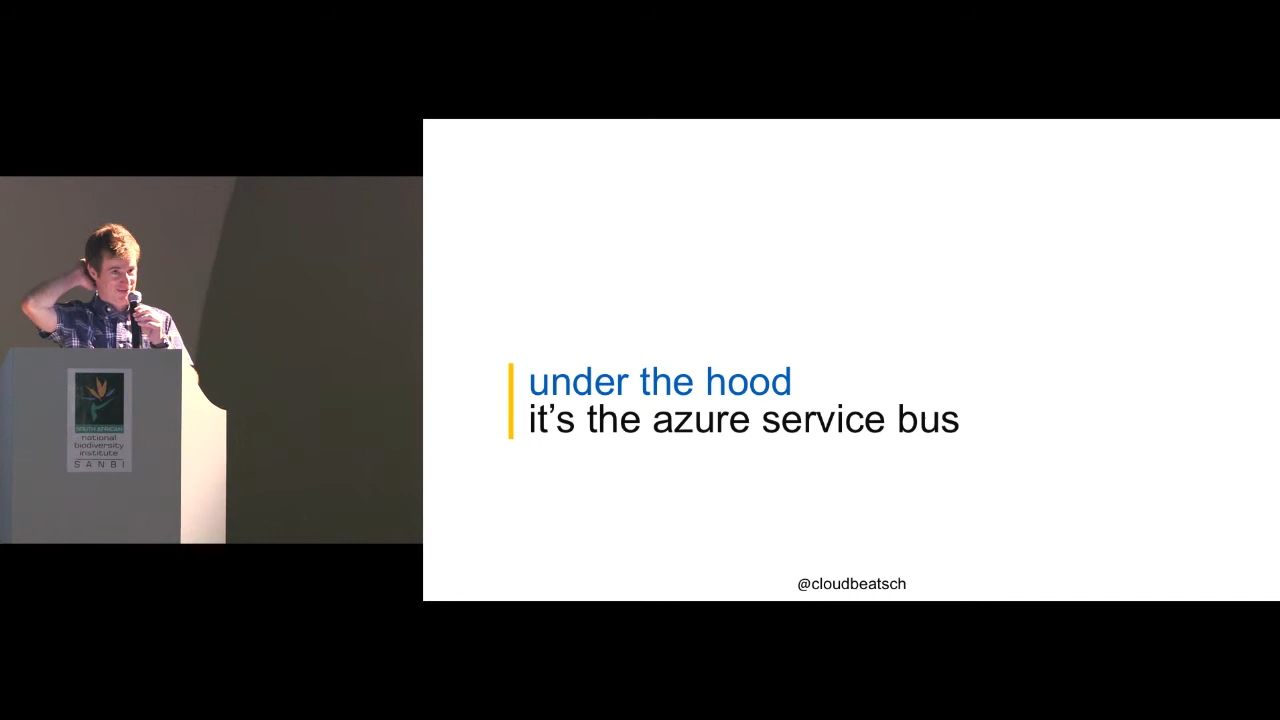 SOUTH AFRICAN
national
biodiversity
institute
SANBI
under the hood
it's the azure service bus
@cloudbeatsch